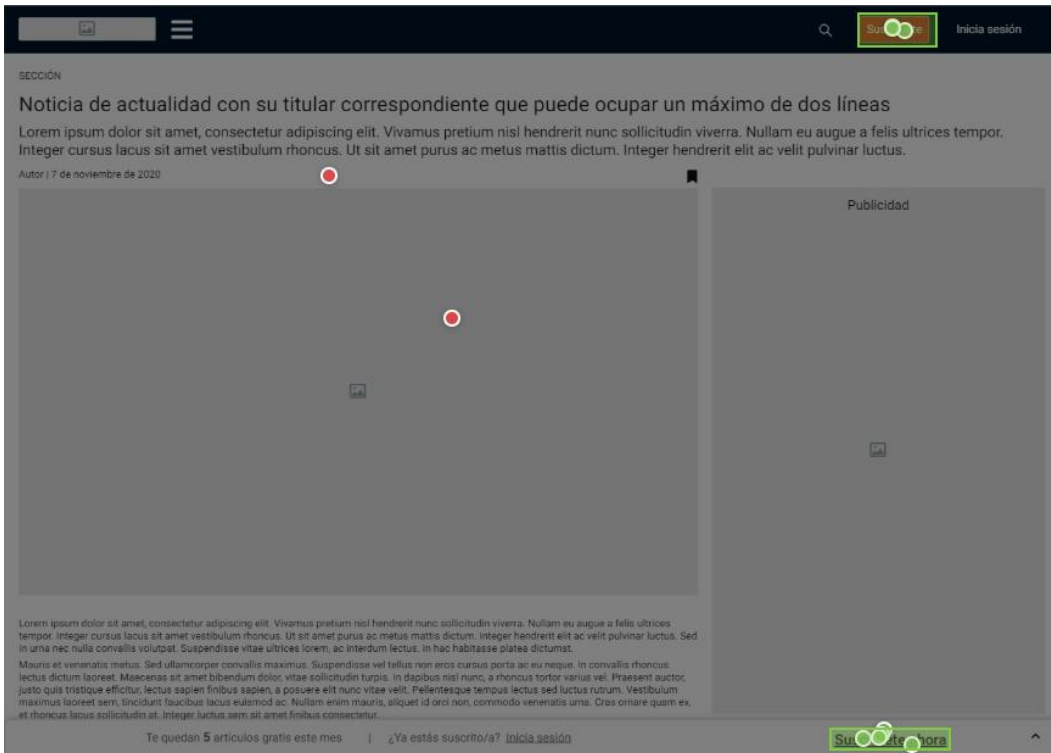 Inicia sesión
SECCIÓN
Noticia de actualidad con su titular correspondiente que puede ocupar un máximo de dos líneas
Lorem ipsum dolor sit amet, consectetur adipiscing elit. Vivamus pretium nisl hendrerit nunc sollicitudin viverra. Nullam eu augue a felis ultrices tempor.
Integer cursus lacus sit amet vestibulum rhoncus. Ut sit amet purus ac metus mattis dictum. Integer hendrerit elit ac velit pulvinar luctus.
Autor | 7 de noviembre de 2020
Publicidad
Lorem ipsum dolor sit amet, consectetur adipiscing elit. Vivamus pretium nisl hendrerit nunc sollicitudin viverra. Nullam eu augue a felis ultrices
tempor. Integer cursus lacus sit amet vestibulum rhoncus. Ut sit amet purus ac metus mattis dictum. Integer hendrerit elit ac velit pulvinar luctus. Sed
in urna nec nulla convallis volutpat. Suspendisse vitae ultrices lorem, ac interdum lectus. In hac habitasse platea dictumst.
Mauris et venenatis metus. Sed ullamcorper convallis maximus. Suspendisse vel tellus non eros cursus porta ac eu neque. In convallis rhoncus
lectus dictum laoreet. Maecenas sit amet bibendum dolor, vitae sollicitudin turpis. In dapibus nisl nunc, a rhoncus tortor varius vel. Praesent auctor,
justo quis tristique efficitur, lectus sapien finibus sapien, a posuere elit nunc vitae velit. Pellentesque tempus lectus sed luctus rutrum. Vestibulum
maximus laoreet sem, tincidunt faucibus lacus euismod ac. Nullam enim mauris, aliquet id orci non, commodo venenatis urna. Cras ornare quam ex,
et rhoncus lacus sollicitudin at. Integer luctus sem sit amet finibus consectetur.
Te quedan 5 artículos gratis este mes | ¿Ya estás suscrito/a? Inicia sesión